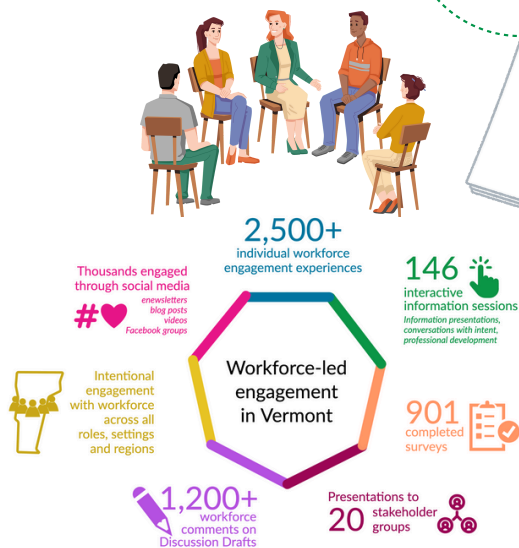 2,500+
individual workforce
engagement experiences
Thousands engaged
through social media
#
enewsletters
blog posts
videos
Facebook groups
146
interactive
information sessions
Information presentations,
conversations with intent,
professional development
Intentional
engagement
with workforce
across all
roles, settings
and regions
Workforce-led
engagement
in Vermont
901
completed
surveys
1,200+
workforce
comments on
Discussion Drafts
Presentations to
20 stakeholder
groups